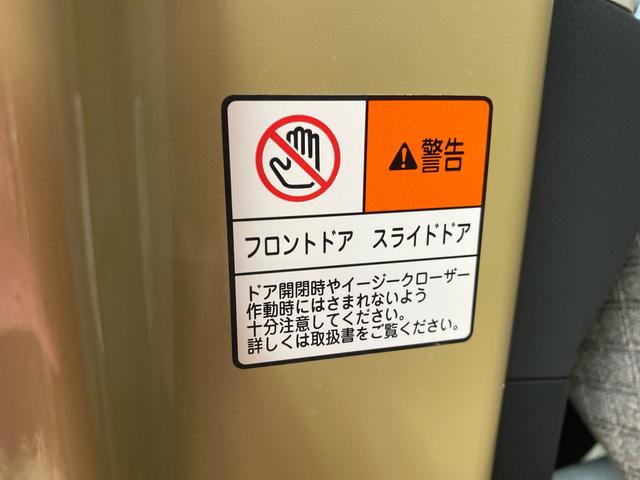 警告
フロントドア スライドドア
ドア開閉時やイージークローザー
作動時にはさまれないよう
十分注意してください。
詳しくは取扱書をご覧ください。